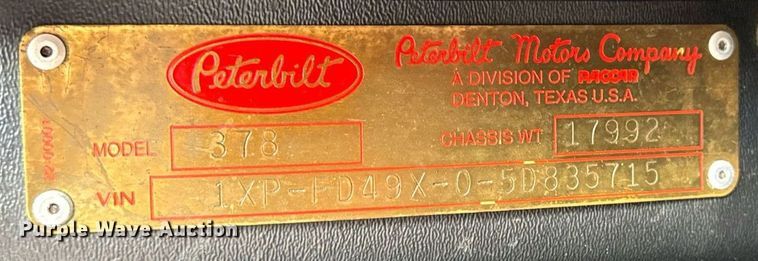 Peterbilt
Peterbilt Motors Company
A DIVISION OF PACCAR
DENTON, TEXAS U.S.A.
MODEL 378
CHASSIS WT 17992
VIN 1XP-FD49X-0-5D835715
Purple Wave Auction